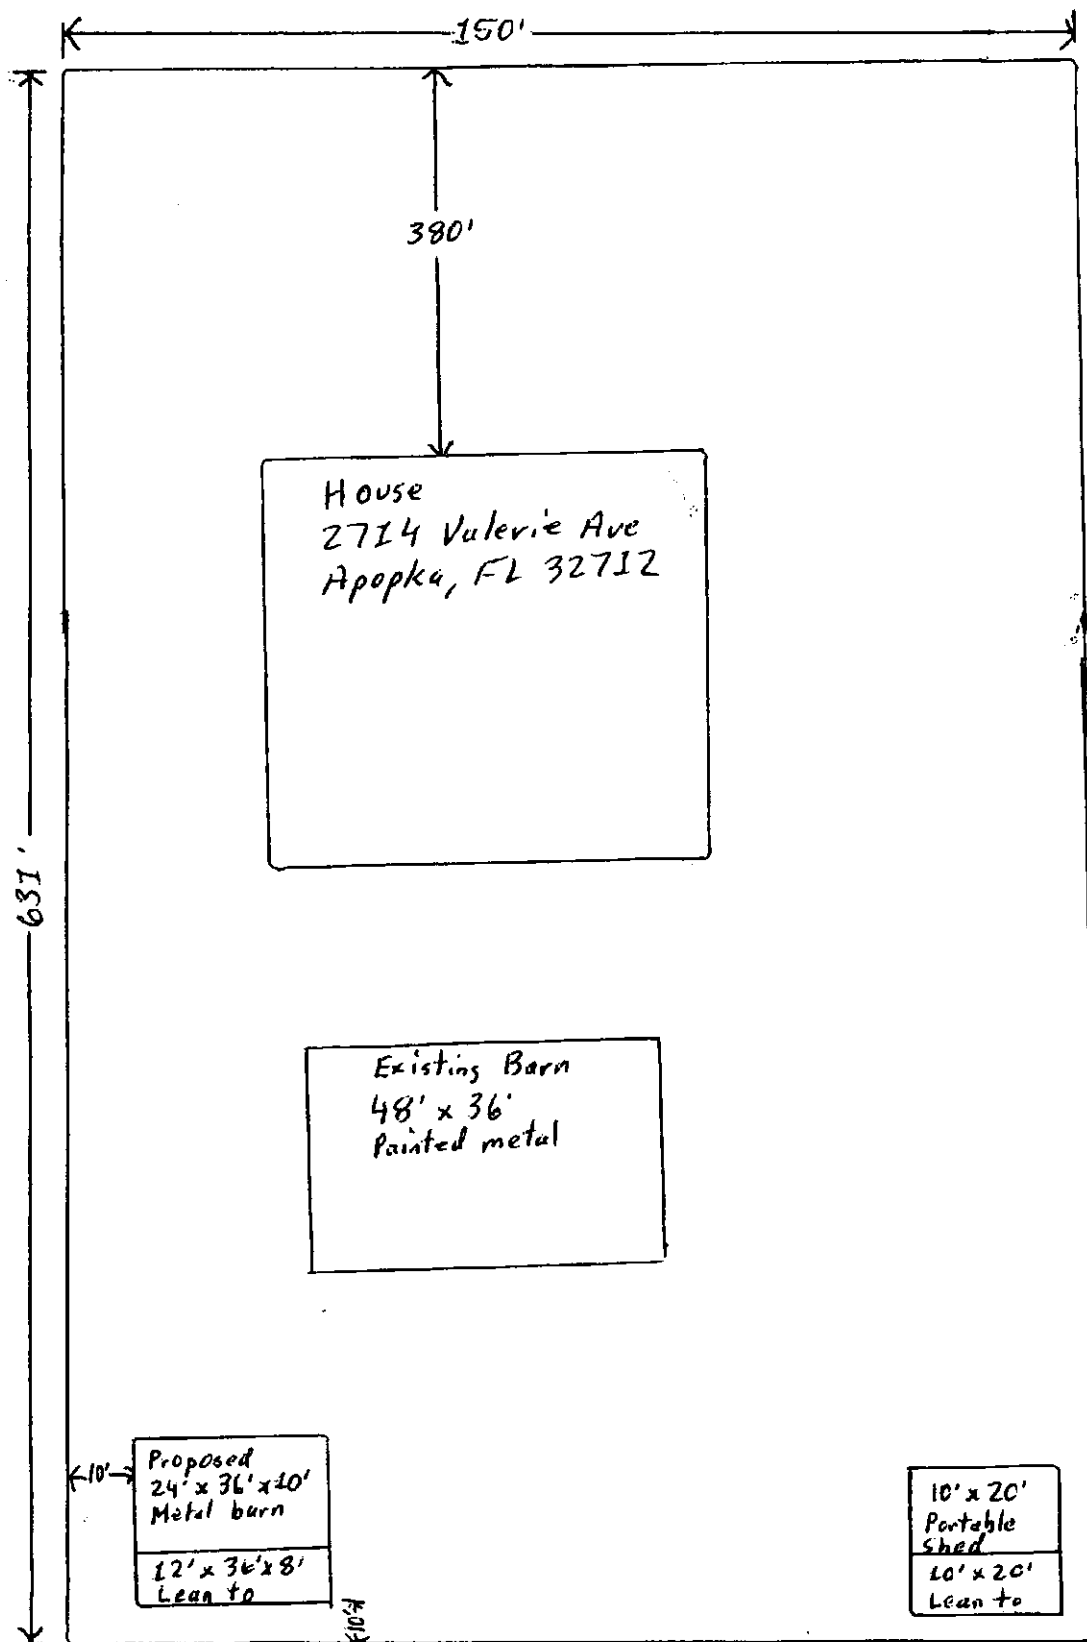 150'
380'
631'
House
2714 Valerie Ave
Apopka, FL 32712
Existing Barn
48' x 36'
Painted metal
10'
Proposed
24' x 36' x 10'
Metal barn
12' x 36' x 8'
Lean to
10'
10' x 20'
Portable
shed
10' x 20'
Lean to